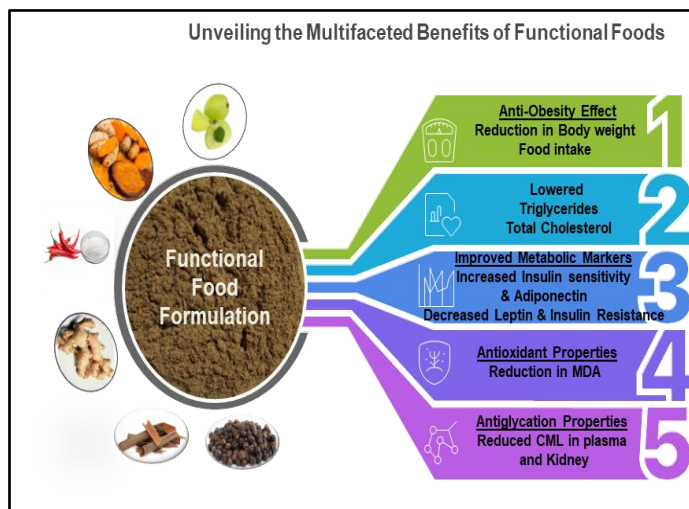 Unveiling the Multifaceted Benefits of Functional Foods
Functional
Food
Formulation
Anti-Obesity Effect
Reduction in Body weight
Food intake
1
Lowered
Triglycerides
Total Cholesterol
2
Improved Metabolic Markers
Increased Insulin sensitivity
& Adiponectin
Decreased Leptin & Insulin Resistance
3
Antioxidant Properties
Reduction in MDA
4
Antiglycation Properties
Reduced CML in plasma
and Kidney
5